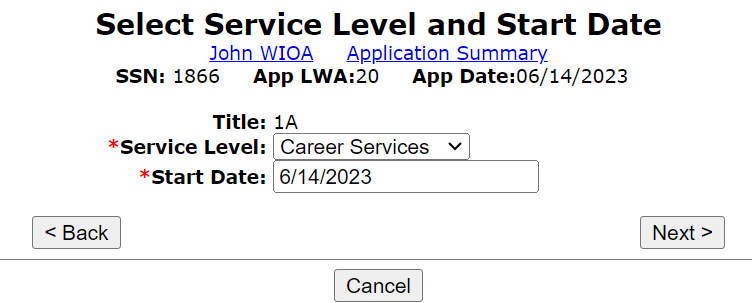 Select Service Level and Start Date
John WIOA Application Summary
SSN: 1866 App LWA:20 App Date:06/14/2023
Title: 1A
*Service Level: Career Services
*Start Date: 6/14/2023
< Back Next >
Cancel